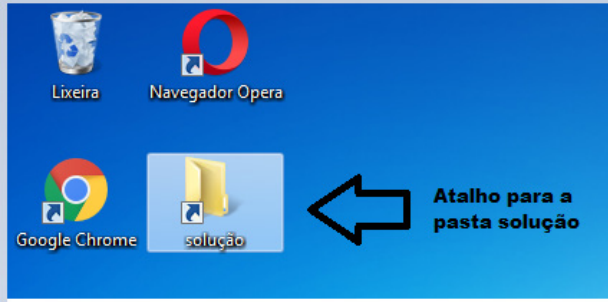 Lixeira
Navegador Opera
Google Chrome
solução
Atalho para a
pasta solução